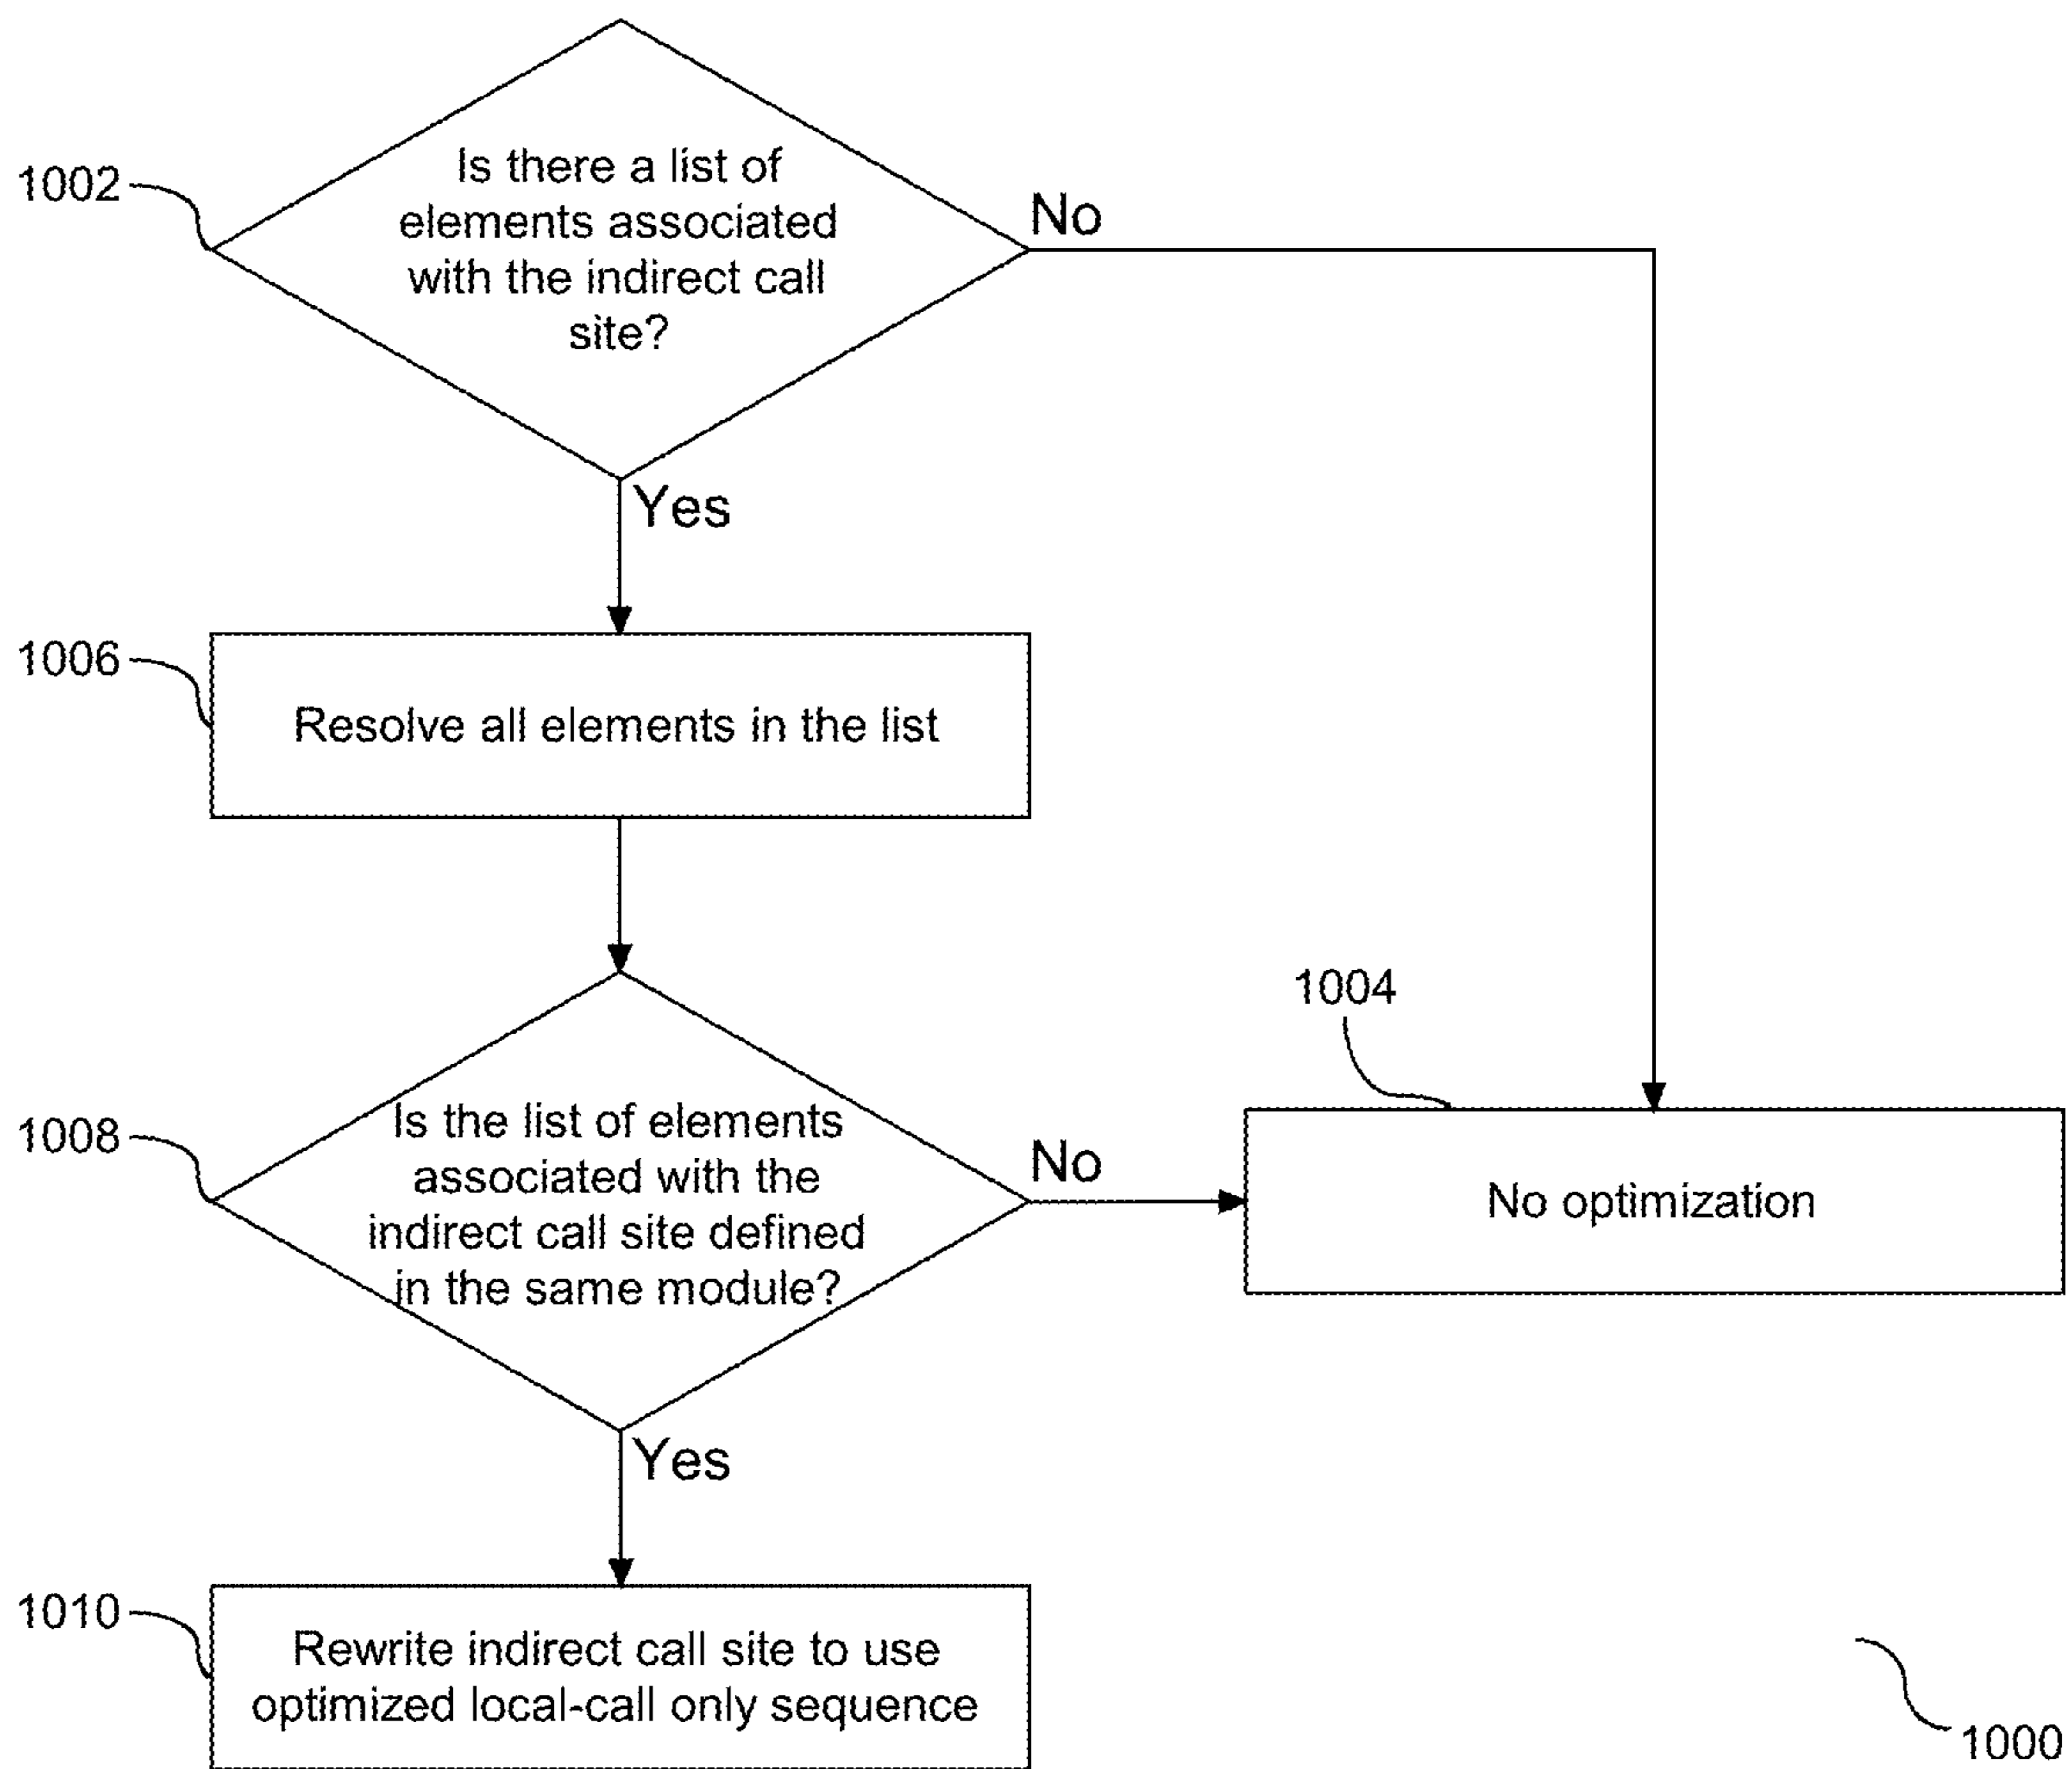 1002
Is there a list of
elements associated
with the indirect call
site?
No
Yes
1006
Resolve all elements in the list
1004
1008
Is the list of elements
associated with the
indirect call site defined
in the same module?
No
No optimization
Yes
1010
Rewrite indirect call site to use
optimized local-call only sequence
1000